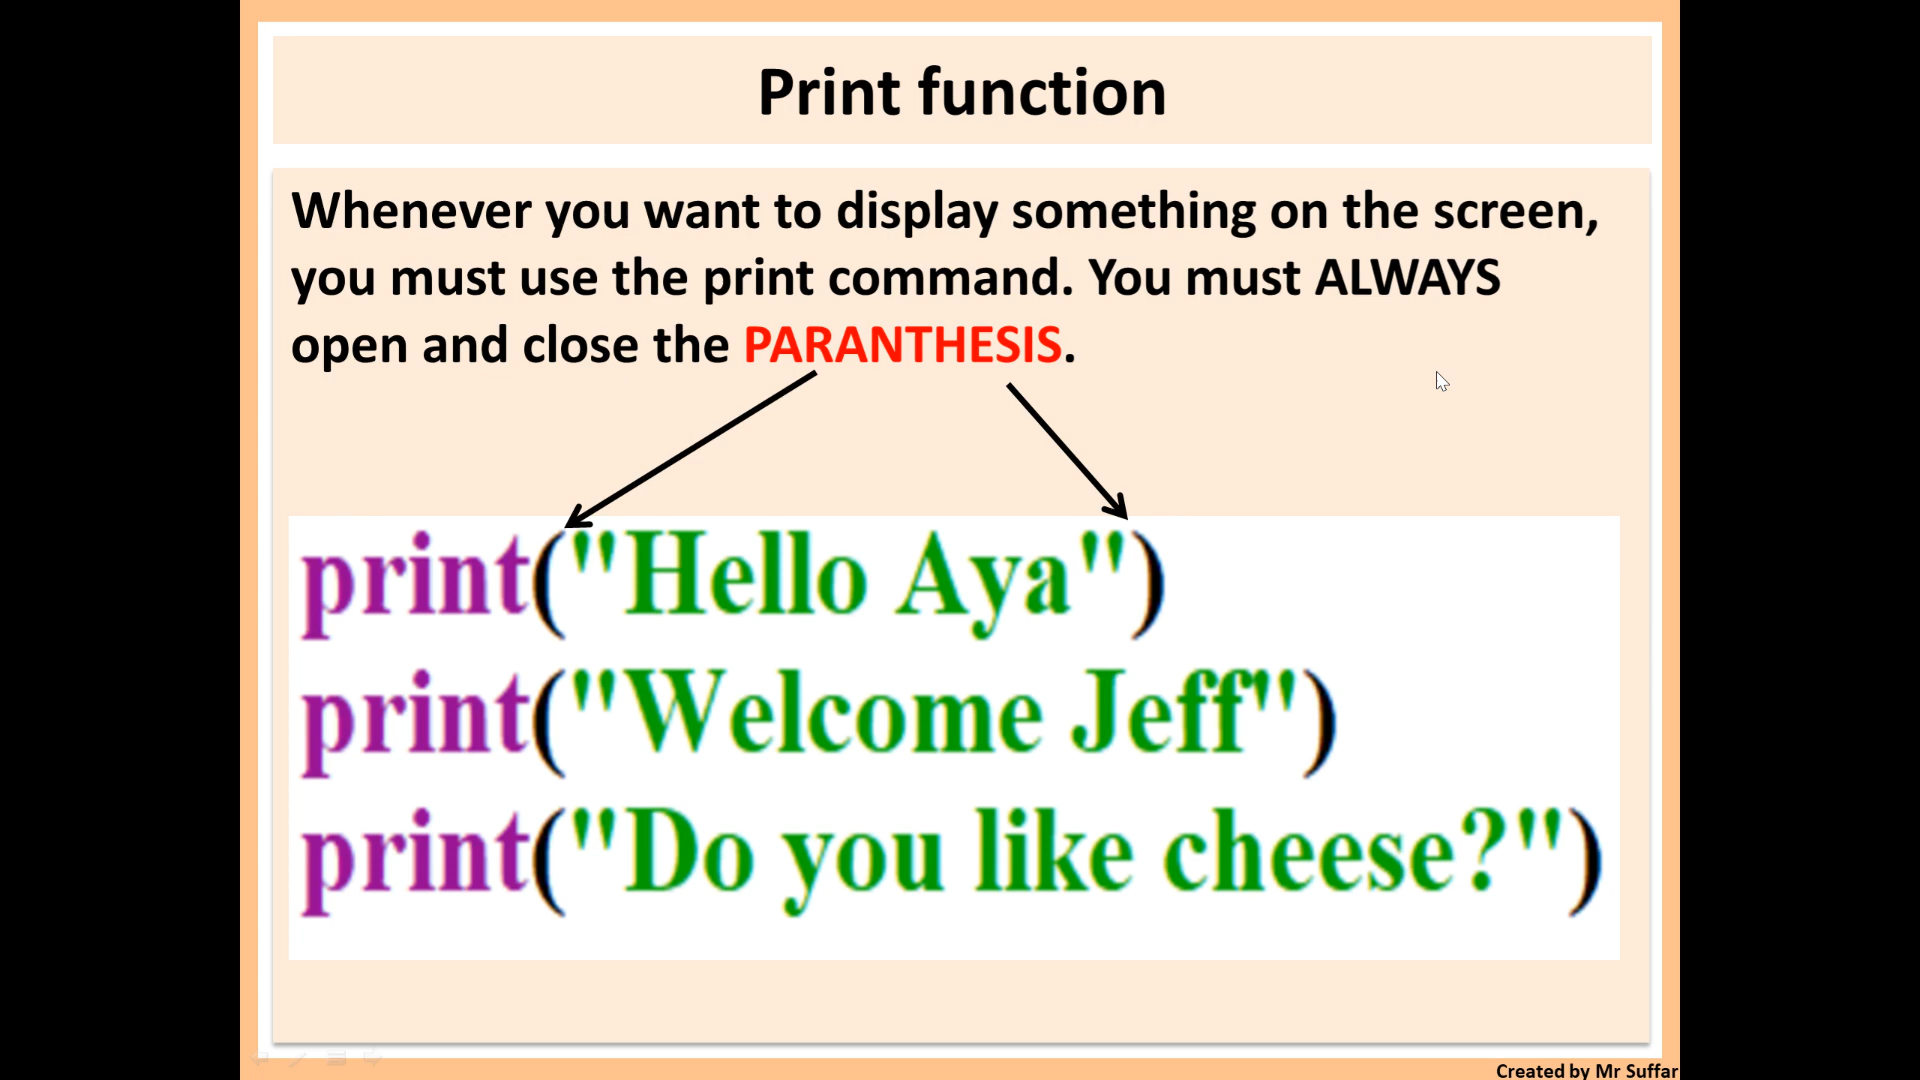 Print function
Whenever you want to display something on the screen,
you must use the print command. You must ALWAYS
open and close the PARANTHESIS.
print("Hello Aya")
print("Welcome Jeff")
print("Do you like cheese?")
Created by Mr Suffar